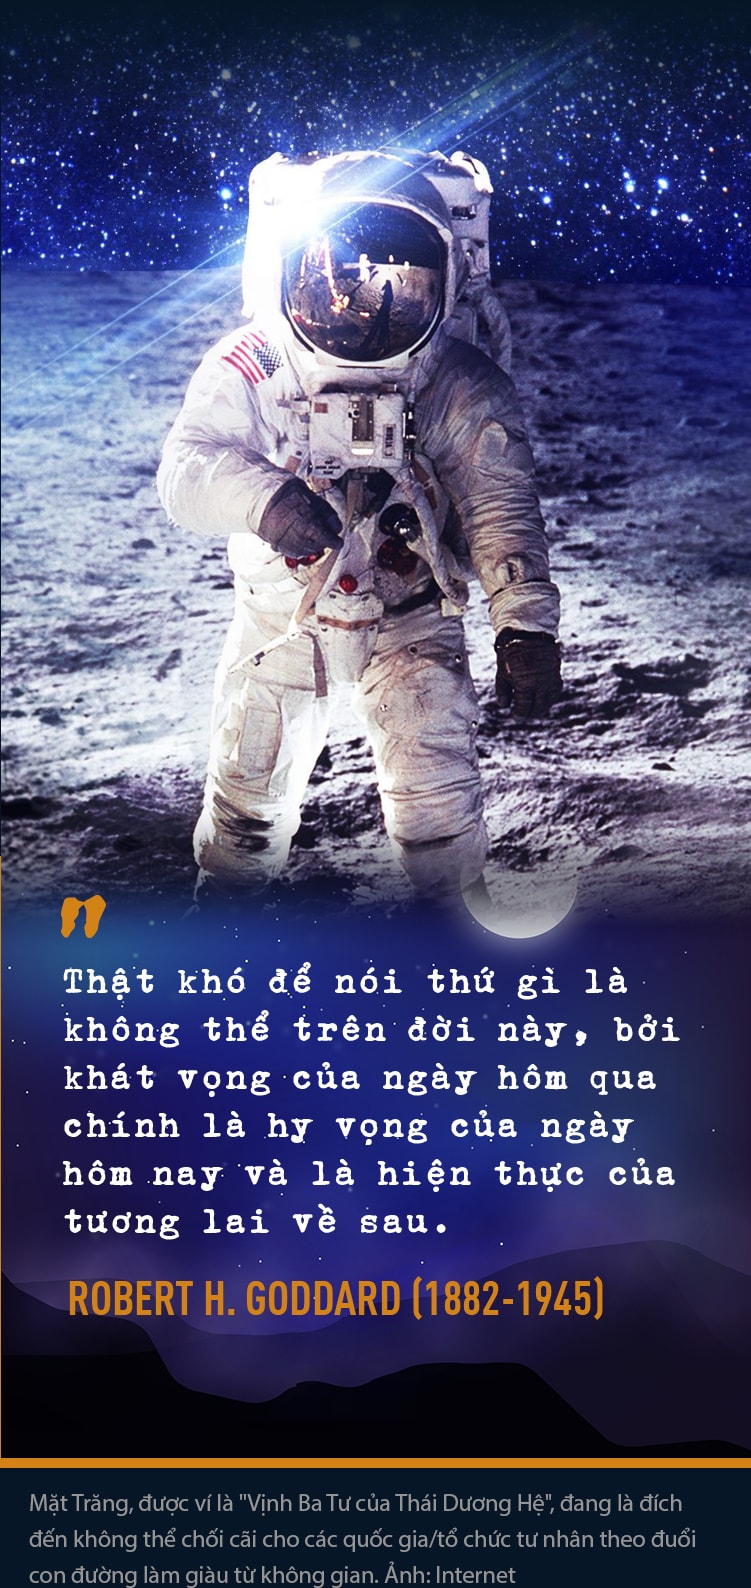 Thật khó để nói thứ gì là
không thể trên đời này, bởi
khát vọng của ngày hôm qua
chính là hy vọng của ngày
hôm nay và là hiện thực của
tương lai về sau.
ROBERT H. GODDARD (1882-1945)
Mặt Trăng, được ví là "Vịnh Ba Tư của Thái Dương Hệ", đang là đích
đến không thể chối cãi cho các quốc gia/tổ chức tư nhân theo đuổi
con đường làm giàu từ không gian. Ảnh: Internet